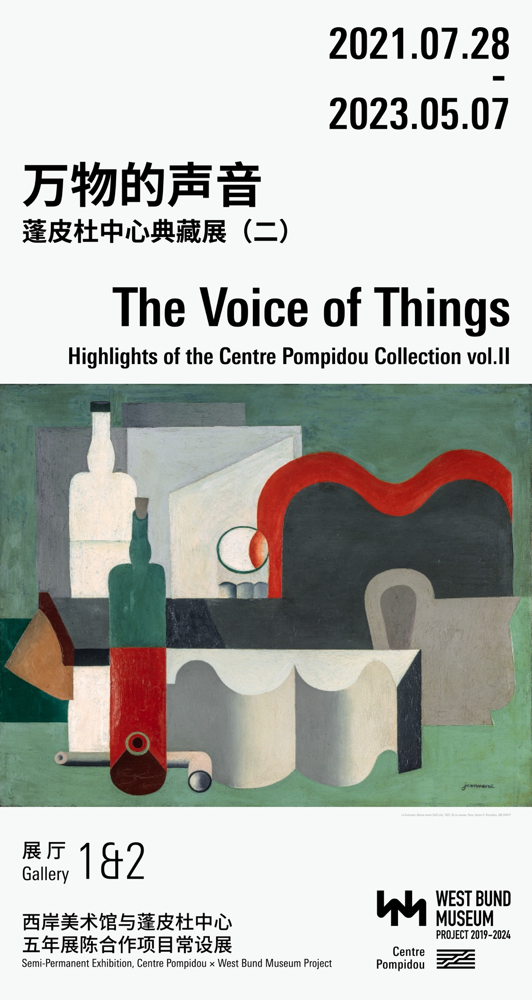 2021.07.28
-
2023.05.07
万物的声音
蓬皮杜中心典藏展（二）
The Voice of Things
Highlights of the Centre Pompidou Collection vol.II
jeanneret
Le Corbusier, Nature morte (Still Life), 1922, Oil on canvas, Paris, Centre G. Pompidou, AM 3345 P
展厅 1&2
Gallery
西岸美术馆与蓬皮杜中心
五年展陈合作项目常设展
Semi-Permanent Exhibition, Centre Pompidou × West Bund Museum Project
WEST BUND
MUSEUM
PROJECT 2019-2024
Centre
Pompidou